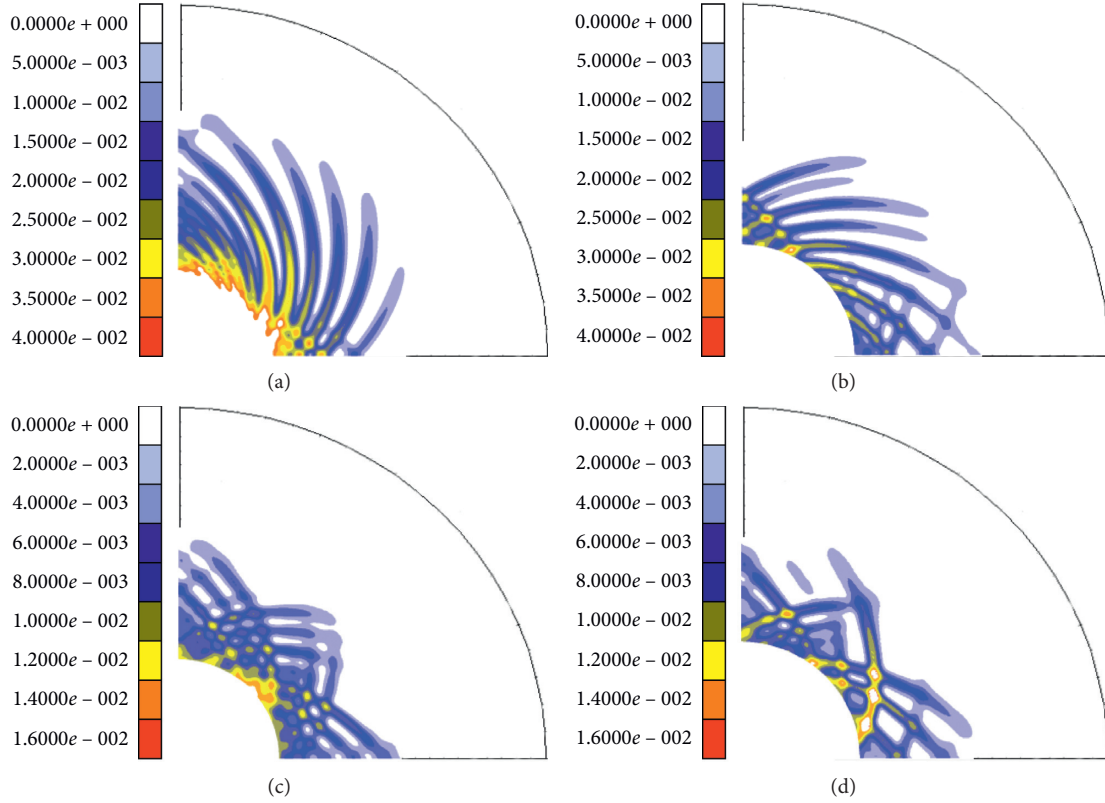 0.0000e + 000
5.0000e – 003
1.0000e – 002
1.5000e – 002
2.0000e – 002
2.5000e – 002
3.0000e – 002
3.5000e – 002
4.0000e – 002
(a)
0.0000e + 000
5.0000e – 003
1.0000e – 002
1.5000e – 002
2.0000e – 002
2.5000e – 002
3.0000e – 002
3.5000e – 002
4.0000e – 002
(b)
0.0000e + 000
2.0000e – 003
4.0000e – 003
6.0000e – 003
8.0000e – 003
1.0000e – 002
1.2000e – 002
1.4000e – 002
1.6000e – 002
(c)
0.0000e + 000
2.0000e – 003
4.0000e – 003
6.0000e – 003
8.0000e – 003
1.0000e – 002
1.2000e – 002
1.4000e – 002
1.6000e – 002
(d)